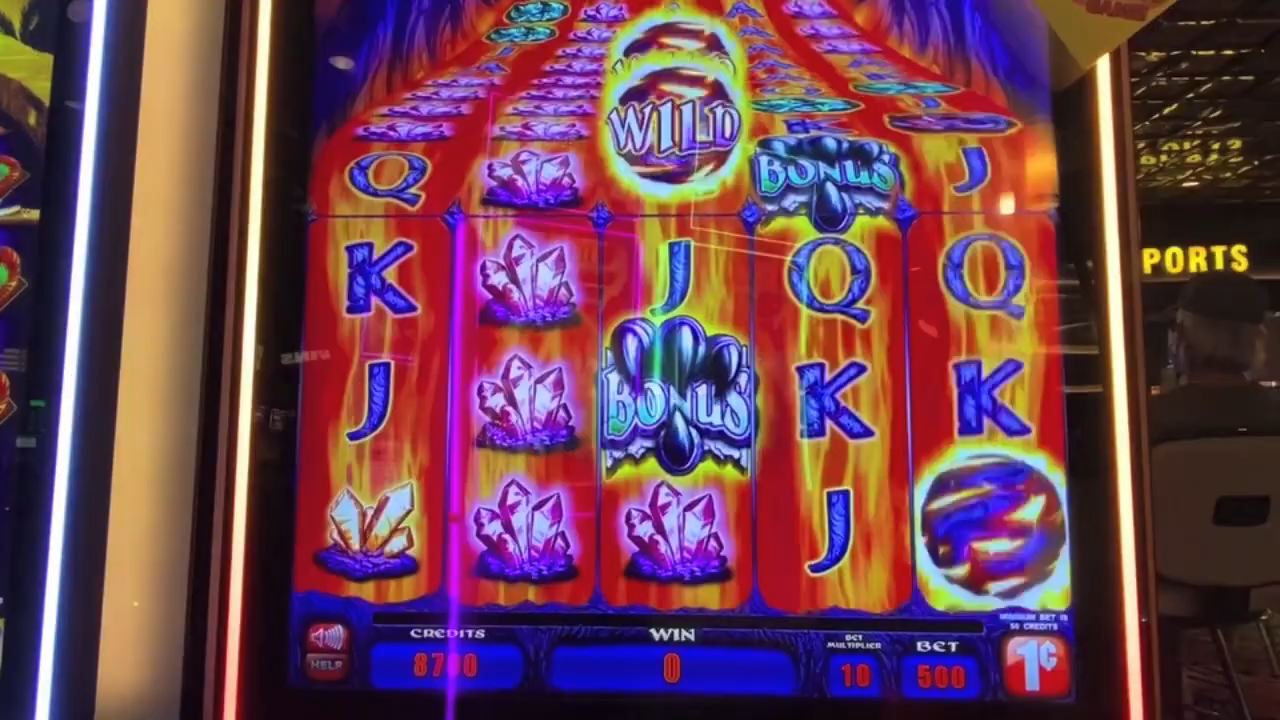 WILD
BONUS
Q
J
K
J
Q
Q
BONUS
J
K
K
J
PORTS
MINIMUM BET IS
50 CREDITS
CREDITS
WIN
BET
MULTIPLIER
BET
HELP
0
10
500
1¢